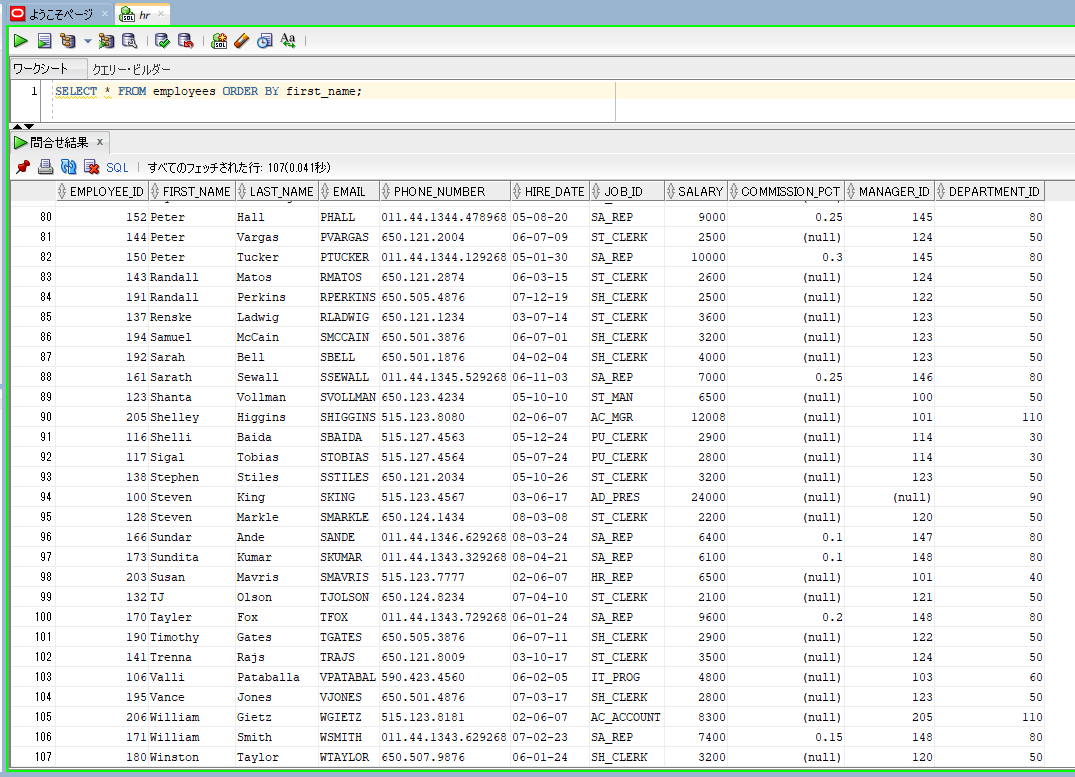 ようこそページ × hr ×
ワークシート クエリー・ビルダー
1 SELECT * FROM employees ORDER BY first_name;
問合せ結果 ×
SQL | すべてのフェッチされた行: 107(0.041秒)
EMPLOYEE_ID FIRST_NAME LAST_NAME EMAIL PHONE_NUMBER HIRE_DATE JOB_ID SALARY COMMISSION_PCT MANAGER_ID DEPARTMENT_ID
80 152 Peter Hall PHALL 011.44.1344.478968 05-08-20 SA_REP 9000 0.25 145 80
81 144 Peter Vargas PVARGAS 650.121.2004 06-07-09 ST_CLERK 2500 (null) 124 50
82 150 Peter Tucker PTUCKER 011.44.1344.129268 05-01-30 SA_REP 10000 0.3 145 80
83 143 Randall Matos RMATOS 650.121.2874 06-03-15 ST_CLERK 2600 (null) 124 50
84 191 Randall Perkins RPERKINS 650.505.4876 07-12-19 SH_CLERK 2500 (null) 122 50
85 137 Renske Ladwig RLADWIG 650.121.1234 03-07-14 ST_CLERK 3600 (null) 123 50
86 194 Samuel McCain SMCCAIN 650.501.3876 06-07-01 SH_CLERK 3200 (null) 123 50
87 192 Sarah Bell SBELL 650.501.1876 04-02-04 SH_CLERK 4000 (null) 123 50
88 161 Sarath Sewall SSEWALL 011.44.1345.529268 06-11-03 SA_REP 7000 0.25 146 80
89 123 Shanta Vollman SVOLLMAN 650.123.4234 05-10-10 ST_MAN 6500 (null) 100 50
90 205 Shelley Higgins SHIGGINS 515.123.8080 02-06-07 AC_MGR 12008 (null) 101 110
91 116 Shelli Baida SBAIDA 515.127.4563 05-12-24 PU_CLERK 2900 (null) 114 30
92 117 Sigal Tobias STOBIAS 515.127.4564 05-07-24 PU_CLERK 2800 (null) 114 30
93 138 Stephen Stiles SSTILES 650.121.2034 05-10-26 ST_CLERK 3200 (null) 123 50
94 100 Steven King SKING 515.123.4567 03-06-17 AD_PRES 24000 (null) (null) 90
95 128 Steven Markle SMARKLE 650.124.1434 08-03-08 ST_CLERK 2200 (null) 120 50
96 166 Sundar Ande SANDE 011.44.1346.629268 08-03-24 SA_REP 6400 0.1 147 80
97 173 Sundita Kumar SKUMAR 011.44.1343.329268 08-04-21 SA_REP 6100 0.1 148 80
98 203 Susan Mavris SMAVRIS 515.123.7777 02-06-07 HR_REP 6500 (null) 101 40
99 132 TJ Olson TJOLSON 650.124.8234 07-04-10 ST_CLERK 2100 (null) 121 50
100 170 Tayler Fox TFOX 011.44.1343.729268 06-01-24 SA_REP 9600 0.2 148 80
101 190 Timothy Gates TGATES 650.505.3876 06-07-11 SH_CLERK 2900 (null) 122 50
102 141 Trenna Rajs TRAJS 650.121.8009 03-10-17 ST_CLERK 3500 (null) 124 50
103 106 Valli Pataballa VPATABAL 590.423.4560 06-02-05 IT_PROG 4800 (null) 103 60
104 195 Vance Jones VJONES 650.501.4876 07-03-17 SH_CLERK 2800 (null) 123 50
105 206 William Gietz WGIETZ 515.123.8181 02-06-07 AC_ACCOUNT 8300 (null) 205 110
106 171 William Smith WSMITH 011.44.1343.629268 07-02-23 SA_REP 7400 0.15 148 80
107 180 Winston Taylor WTAYLOR 650.507.9876 06-01-24 SH_CLERK 3200 (null) 120 50